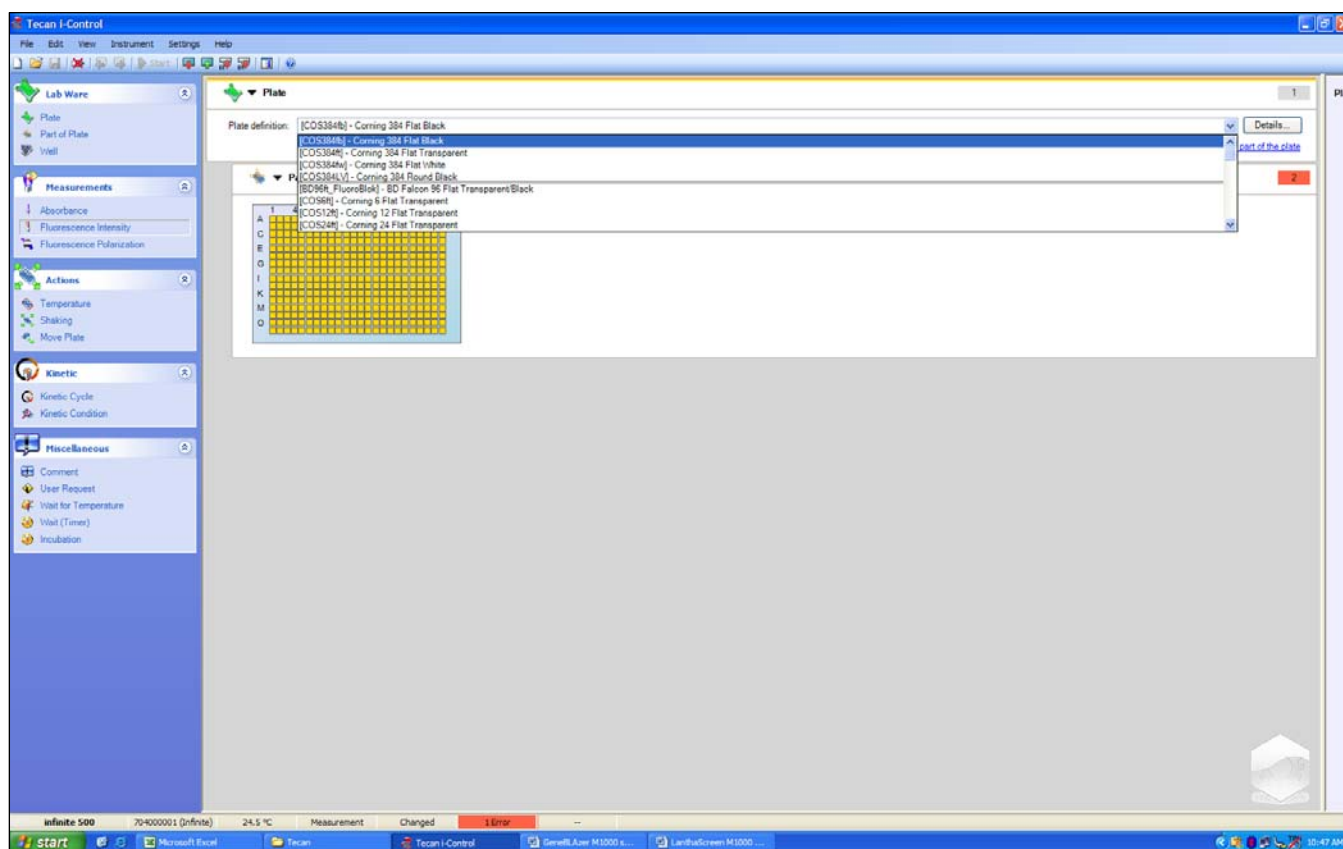 Tecan i-Control
File Edit View Instrument Settings Help
Start
Lab Ware
Plate
Part of Plate
Well
Measurements
Absorbance
Fluorescence Intensity
Fluorescence Polarization
Actions
Temperature
Shaking
Move Plate
Kinetic
Kinetic Cycle
Kinetic Condition
Miscellaneous
Comment
User Request
Wait for Temperature
Wait (Timer)
Incubation
Plate 1
Plate definition: [COS384fb] - Corning 384 Flat Black Details...
[COS384fb] - Corning 384 Flat Black
[COS384ft] - Corning 384 Flat Transparent
[COS384fw] - Corning 384 Flat White
[COS384LV] - Corning 384 Round Black
[BD96ft_FluoroBlok] - BD Falcon 96 Flat Transparent/Black
[COS6ft] - Corning 6 Flat Transparent
[COS12ft] - Corning 12 Flat Transparent
[COS24ft] - Corning 24 Flat Transparent
part of the plate
2
1 4
A
C
E
G
I
K
M
O
infinite 500 704000001 (Infinite) 24.5 °C Measurement Changed 1 Error --
start Microsoft Excel Tecan Tecan i-Control GeneBLAzer M1000 x... LanthaScreen M1000 ... 10:47 AM